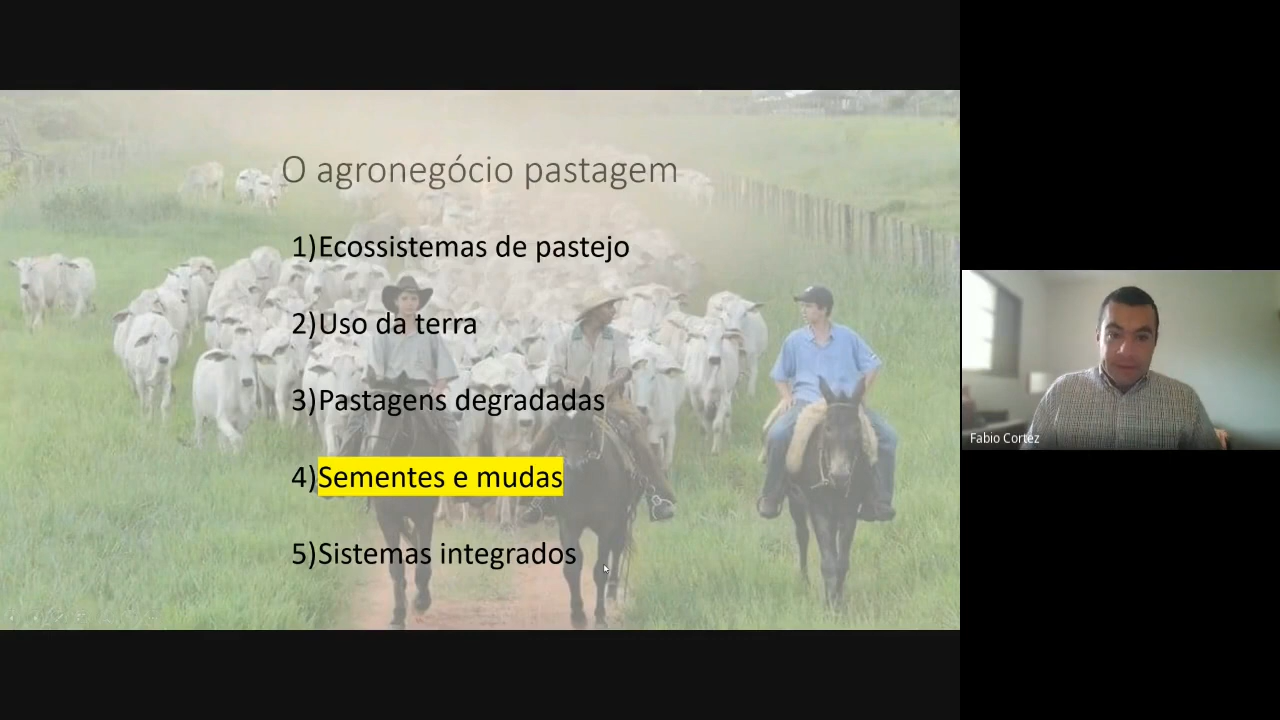 O agronegócio pastagem
1)Ecossistemas de pastejo
2)Uso da terra
3)Pastagens degradadas
4)Sementes e mudas
5)Sistemas integrados
Fabio Cortez